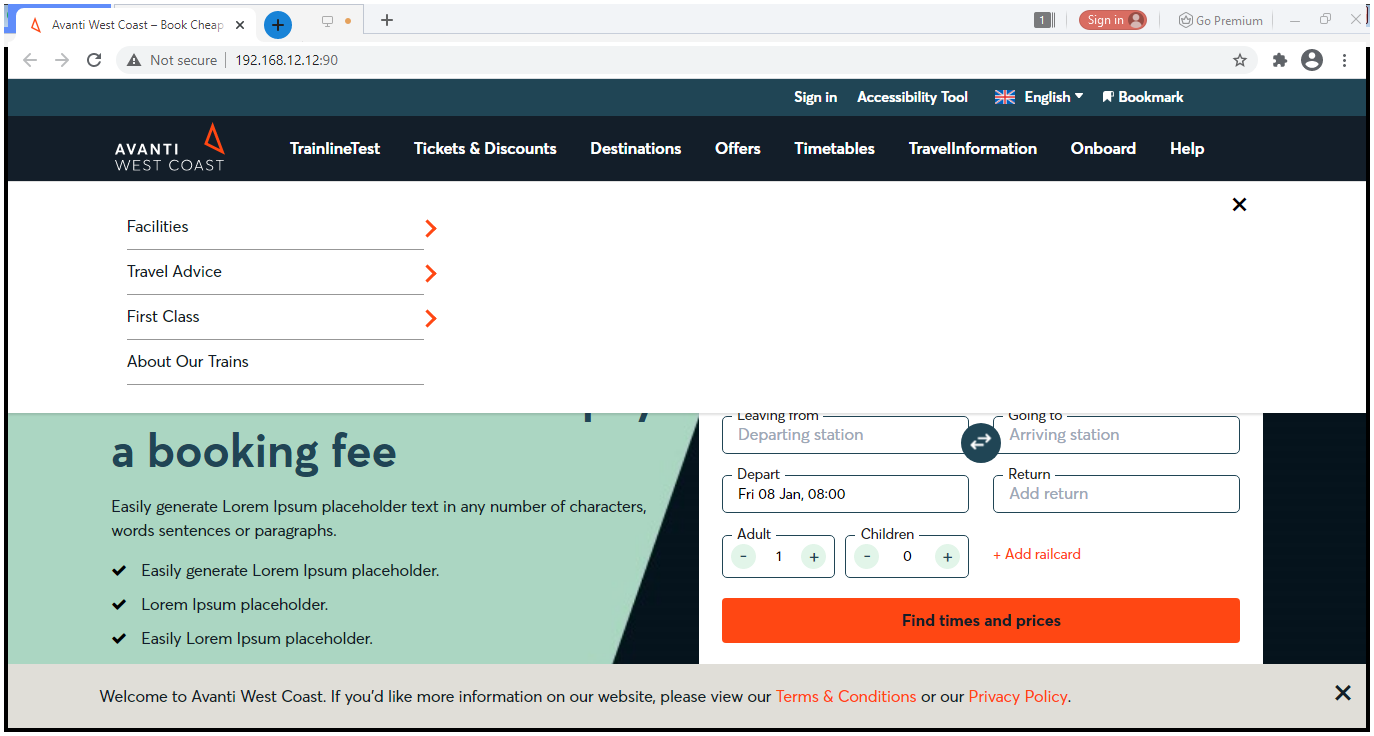 Avanti West Coast – Book Cheap
1
Sign in
Go Premium
Not secure
192.168.12.12:90
Sign in
Accessibility Tool
English
Bookmark
AVANTI
WEST COAST
TrainlineTest
Tickets & Discounts
Destinations
Offers
Timetables
TravelInformation
Onboard
Help
Facilities
Travel Advice
First Class
About Our Trains
a booking fee
Easily generate Lorem Ipsum placeholder text in any number of characters,
words sentences or paragraphs.
Easily generate Lorem Ipsum placeholder.
Lorem Ipsum placeholder.
Easily Lorem Ipsum placeholder.
Leaving from
Departing station
Going to
Arriving station
Depart
Fri 08 Jan, 08:00
Return
Add return
Adult
- 1 +
Children
- 0 +
+ Add railcard
Find times and prices
Welcome to Avanti West Coast. If you'd like more information on our website, please view our Terms & Conditions or our Privacy Policy.